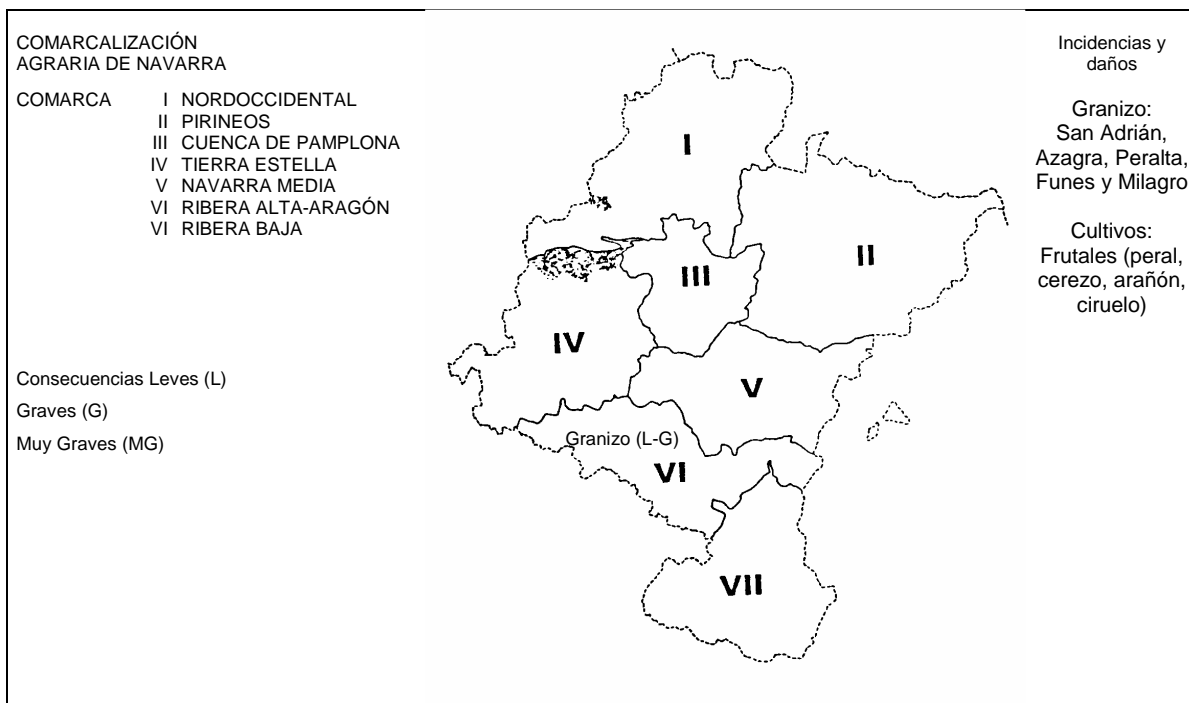 COMARCALIZACIÓN
AGRARIA DE NAVARRA
COMARCA I NORDOCCIDENTAL
II PIRINEOS
III CUENCA DE PAMPLONA
IV TIERRA ESTELLA
V NAVARRA MEDIA
VI RIBERA ALTA-ARAGÓN
VI RIBERA BAJA
Consecuencias Leves (L)
Graves (G)
Muy Graves (MG)
I
II
III
IV
V
Granizo (L-G)
VI
VII
Incidencias y
daños
Granizo:
San Adrián,
Azagra, Peralta,
Funes y Milagro
Cultivos:
Frutales (peral,
cerezo, arañón,
ciruelo)